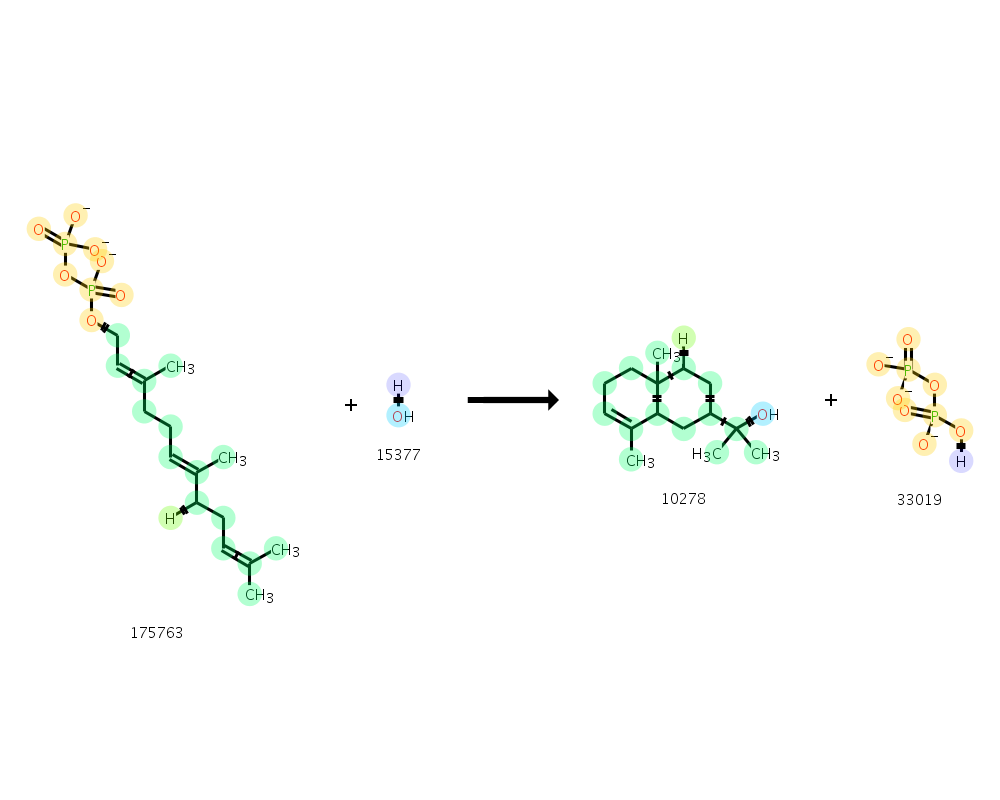 O⁻
O
P
O⁻
O⁻
O
P
O
O
CH3
CH3
H
CH3
CH3
175763
+
H
OH
15377
H
CH3
OH
H3C
CH3
CH3
10278
+
O
O⁻
P
O
O⁻
O
P
O
O⁻
H
33019